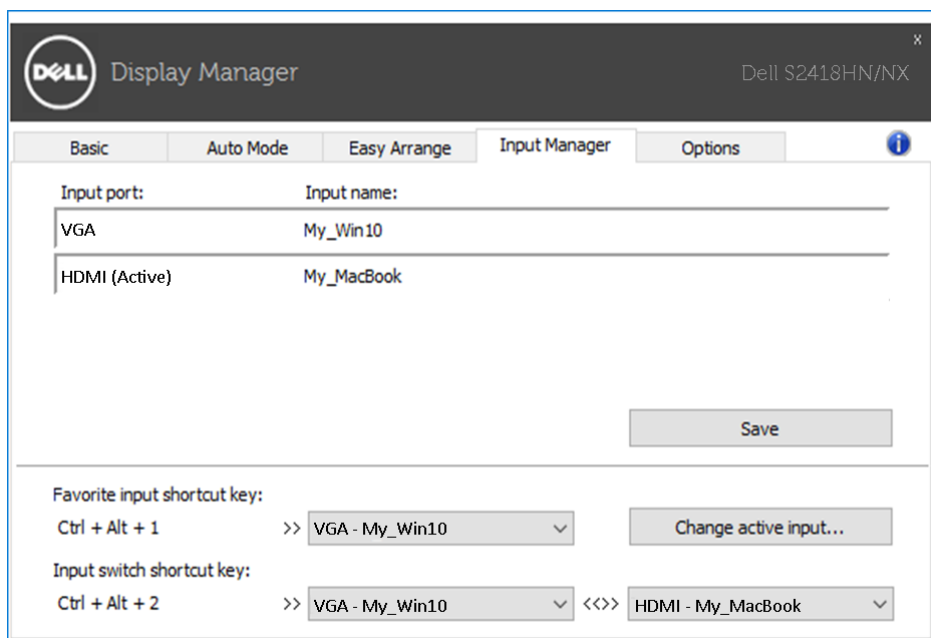 x
DELL Display Manager Dell S2418HN/NX
Basic Auto Mode Easy Arrange Input Manager Options i
Input port: Input name:
VGA My_Win10
HDMI (Active) My_MacBook
Save
Favorite input shortcut key:
Ctrl + Alt + 1 >> VGA - My_Win10 Change active input...
Input switch shortcut key:
Ctrl + Alt + 2 >> VGA - My_Win10 <<>> HDMI - My_MacBook